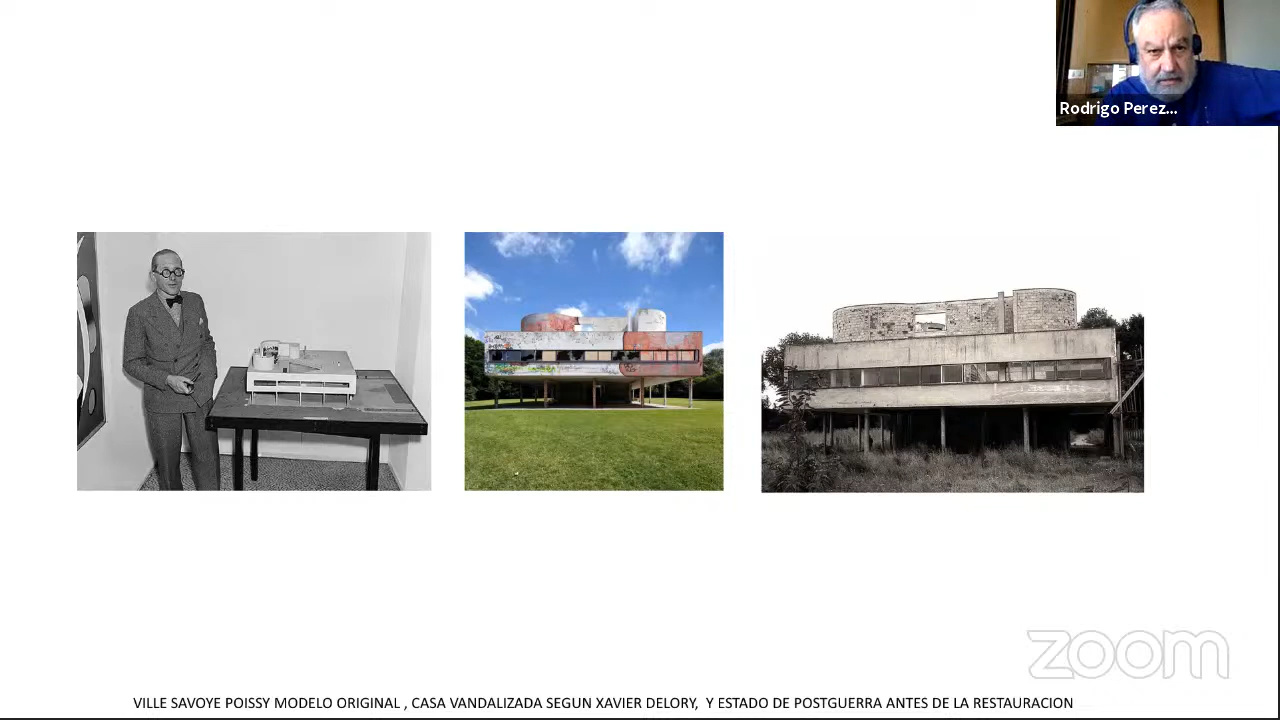 Rodrigo Perez...
zoom
VILLE SAVOYE POISSY MODELO ORIGINAL , CASA VANDALIZADA SEGUN XAVIER DELORY,  Y ESTADO DE POSTGUERRA ANTES DE LA RESTAURACION